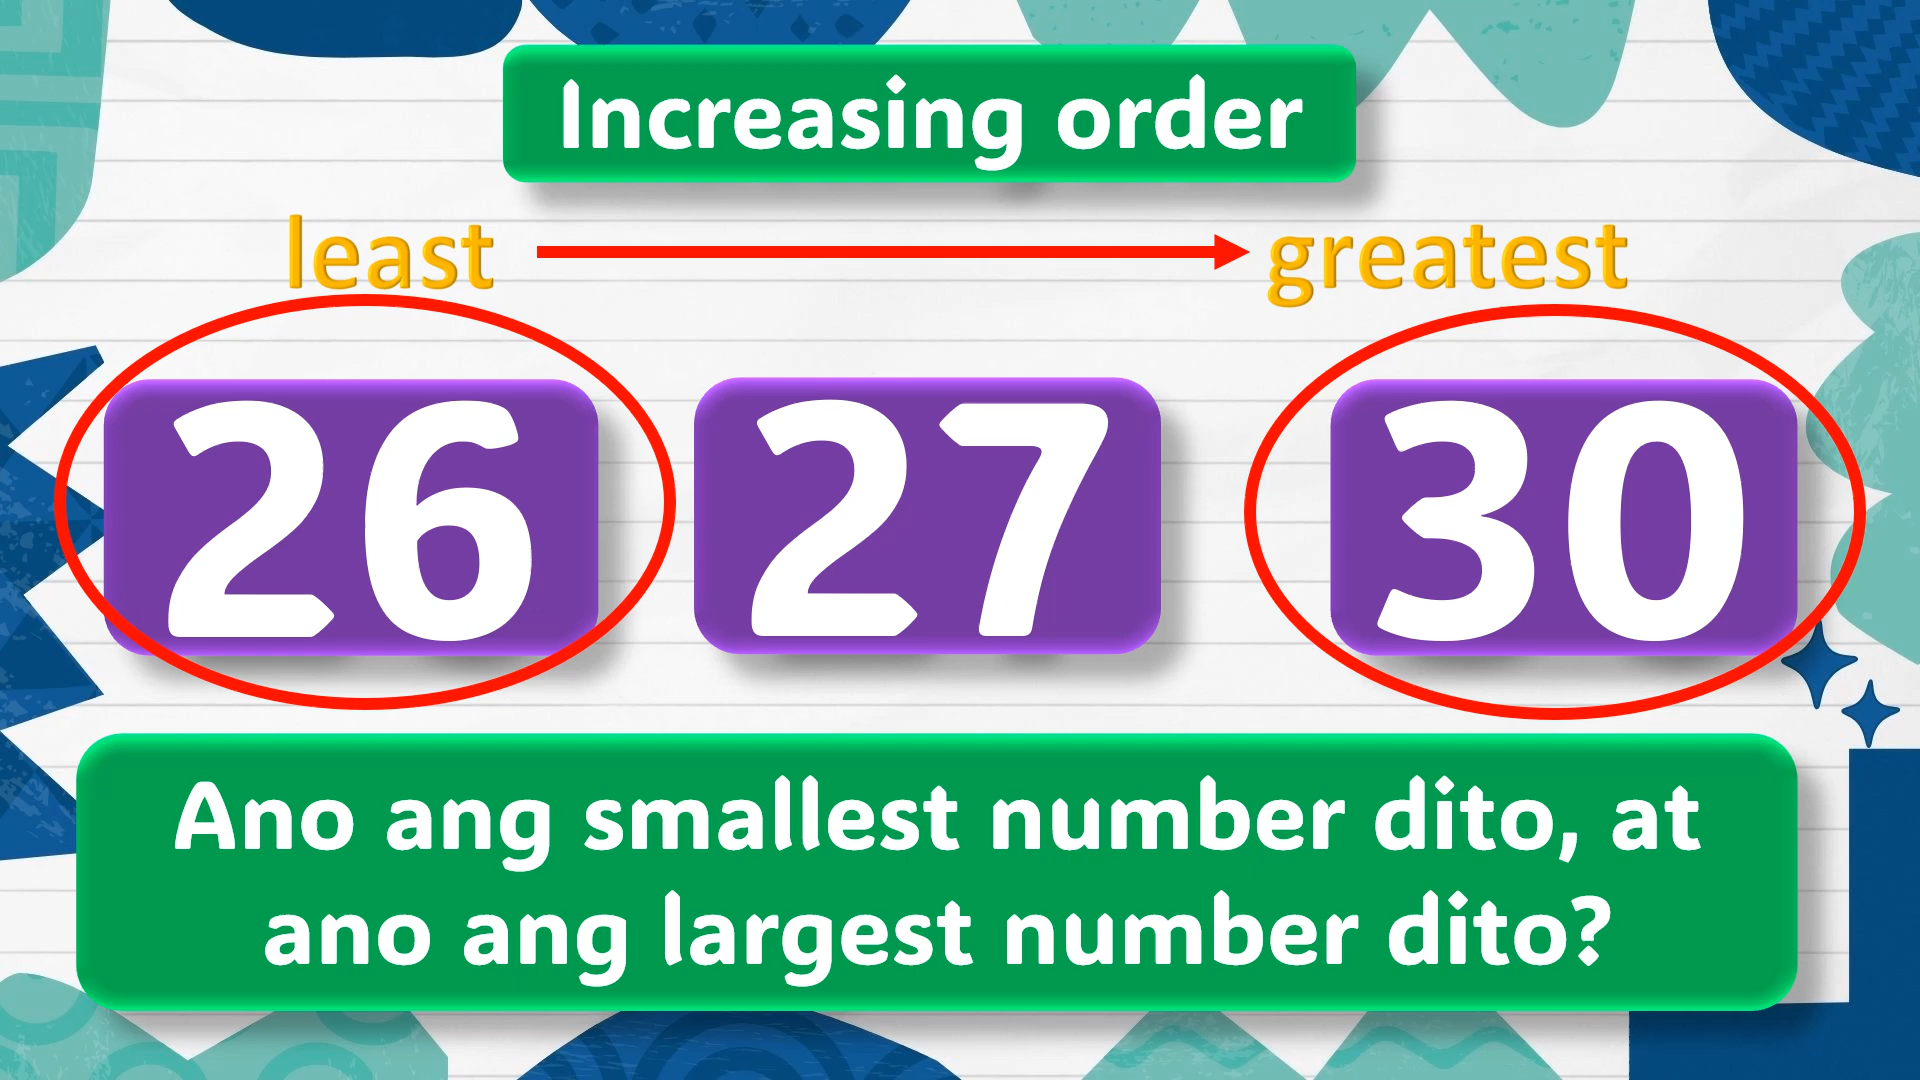 Increasing order
least greatest
26 27 30
Ano ang smallest number dito, at
ano ang largest number dito?